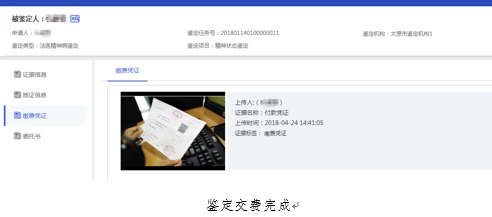 被鉴定人：
申请人：
鉴定任务号：201801140100000011
鉴定机构：太原市鉴定机构1
鉴定类型：法医精神病鉴定
鉴定项目：精神状态鉴定
证据信息
质证信息
缴费凭证
委托书
缴费凭证
上传人：（ ）
证据名称：付款凭证
上传时间：2018-04-24 14:41:05
证据标签：缴费凭证
鉴定交费完成